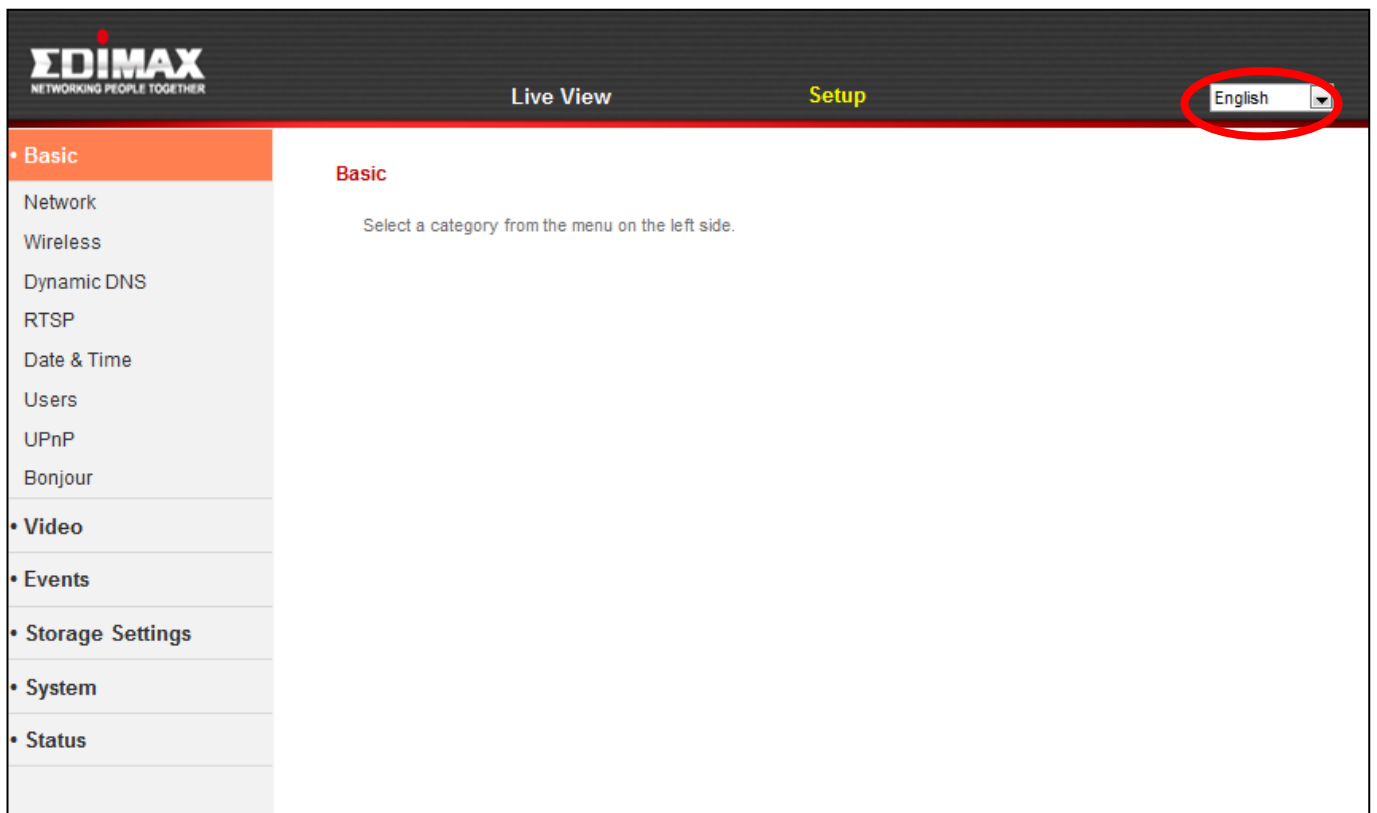 EDIMAX
NETWORKING PEOPLE TOGETHER
Live View
Setup
English
• Basic
Network
Wireless
Dynamic DNS
RTSP
Date & Time
Users
UPnP
Bonjour
• Video
• Events
• Storage Settings
• System
• Status
Basic
Select a category from the menu on the left side.